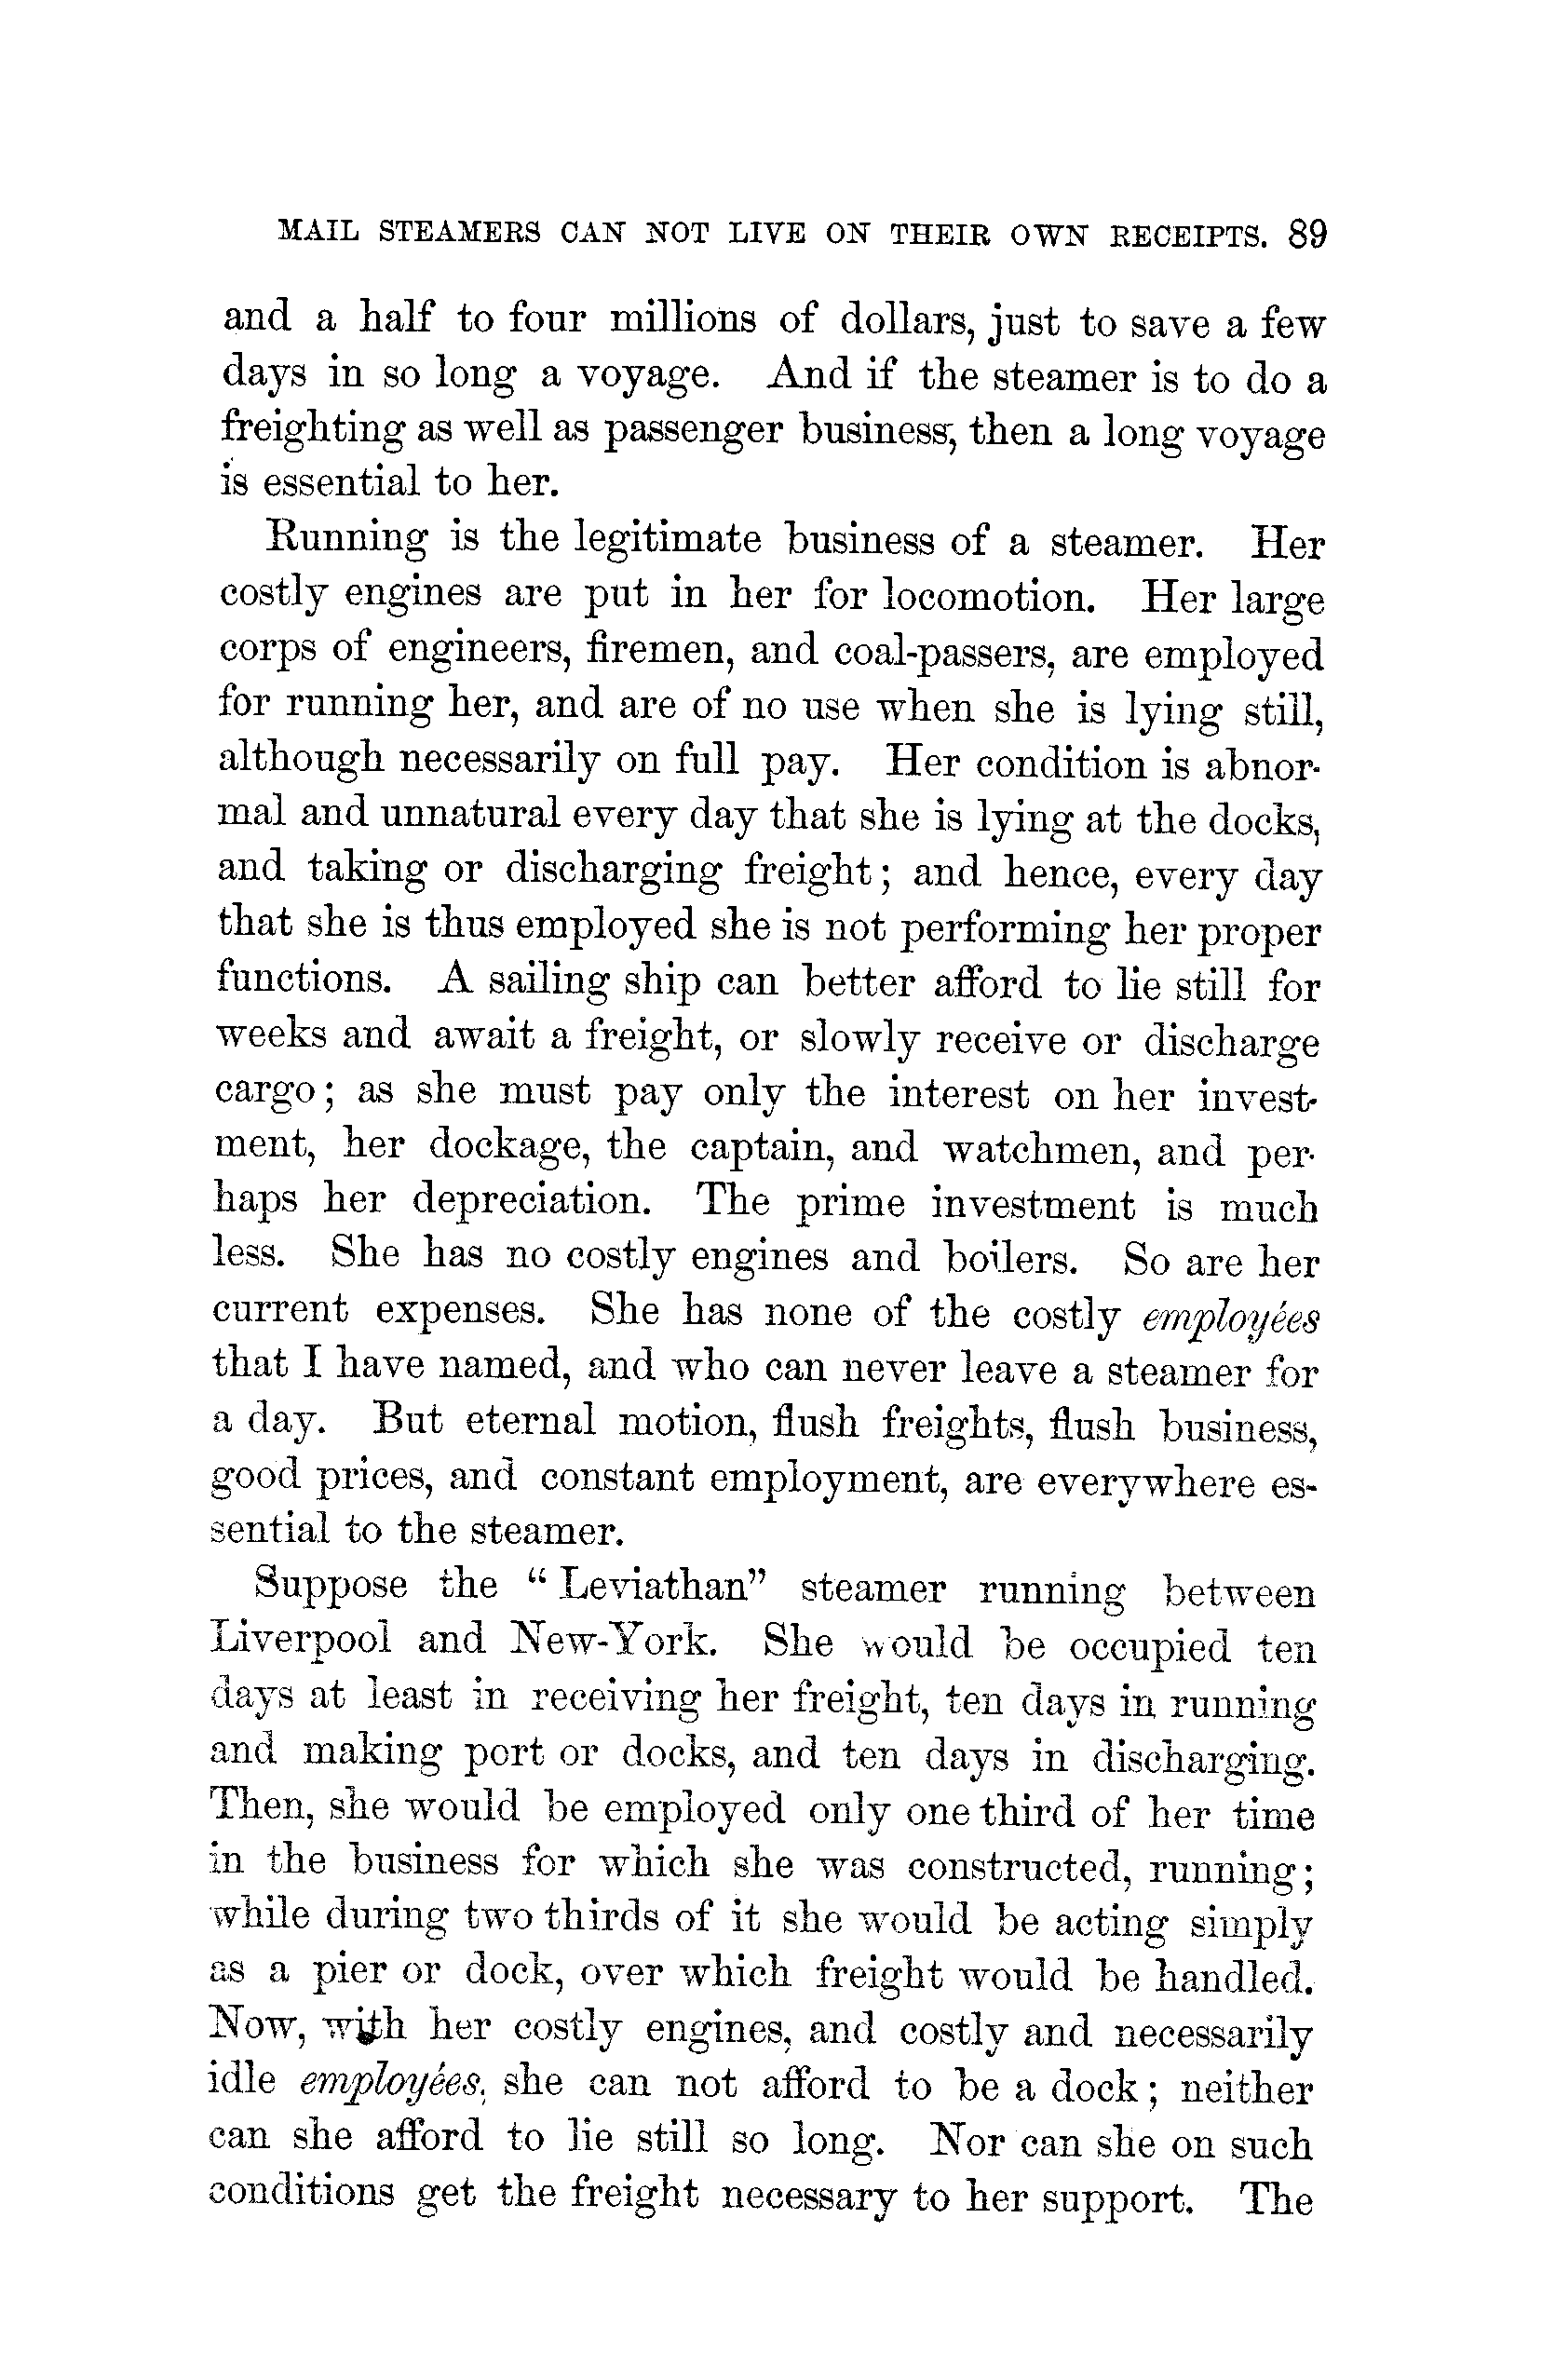 MAIL STEAMERS CAN NOT LIVE ON THEIR OWN RECEIPTS. 89
and a half to four millions of dollars, just to save a few
days in so long a voyage. And if the steamer is to do a
freighting as well as passenger business, then a long voyage
is essential to her.
Running is the legitimate business of a steamer. Her
costly engines are put in her for locomotion. Her large
corps of engineers, firemen, and coal-passers, are employed
for running her, and are of no use when she is lying still,
although necessarily on full pay. Her condition is abnor-
mal and unnatural every day that she is lying at the docks,
and taking or discharging freight; and hence, every day
that she is thus employed she is not performing her proper
functions. A sailing ship can better afford to lie still for
weeks and await a freight, or slowly receive or discharge
cargo; as she must pay only the interest on her invest-
ment, her dockage, the captain, and watchmen, and per-
haps her depreciation. The prime investment is much
less. She has no costly engines and boilers. So are her
current expenses. She has none of the costly employées
that I have named, and who can never leave a steamer for
a day. But eternal motion, flush freights, flush business,
good prices, and constant employment, are everywhere es-
sential to the steamer.
Suppose the "Leviathan" steamer running between
Liverpool and New-York. She would be occupied ten
days at least in receiving her freight, ten days in running
and making port or docks, and ten days in discharging.
Then, she would be employed only one third of her time
in the business for which she was constructed, running;
while during two thirds of it she would be acting simply
as a pier or dock, over which freight would be handled.
Now, with her costly engines, and costly and necessarily
idle employées, she can not afford to be a dock; neither
can she afford to lie still so long. Nor can she on such
conditions get the freight necessary to her support. The